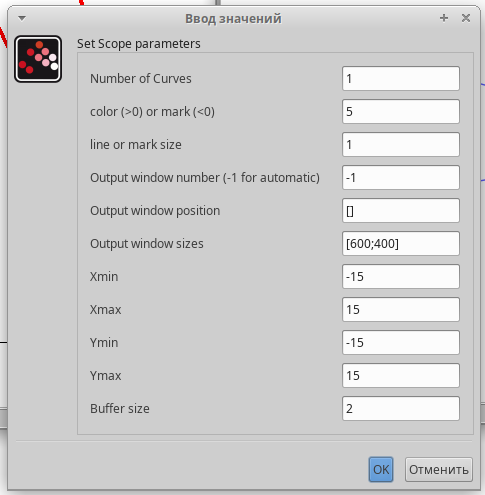 Ввод значений
Set Scope parameters
Number of Curves 1
color (>0) or mark (<0) 5
line or mark size 1
Output window number (-1 for automatic) -1
Output window position []
Output window sizes [600;400]
Xmin -15
Xmax 15
Ymin -15
Ymax 15
Buffer size 2
OK Отменить